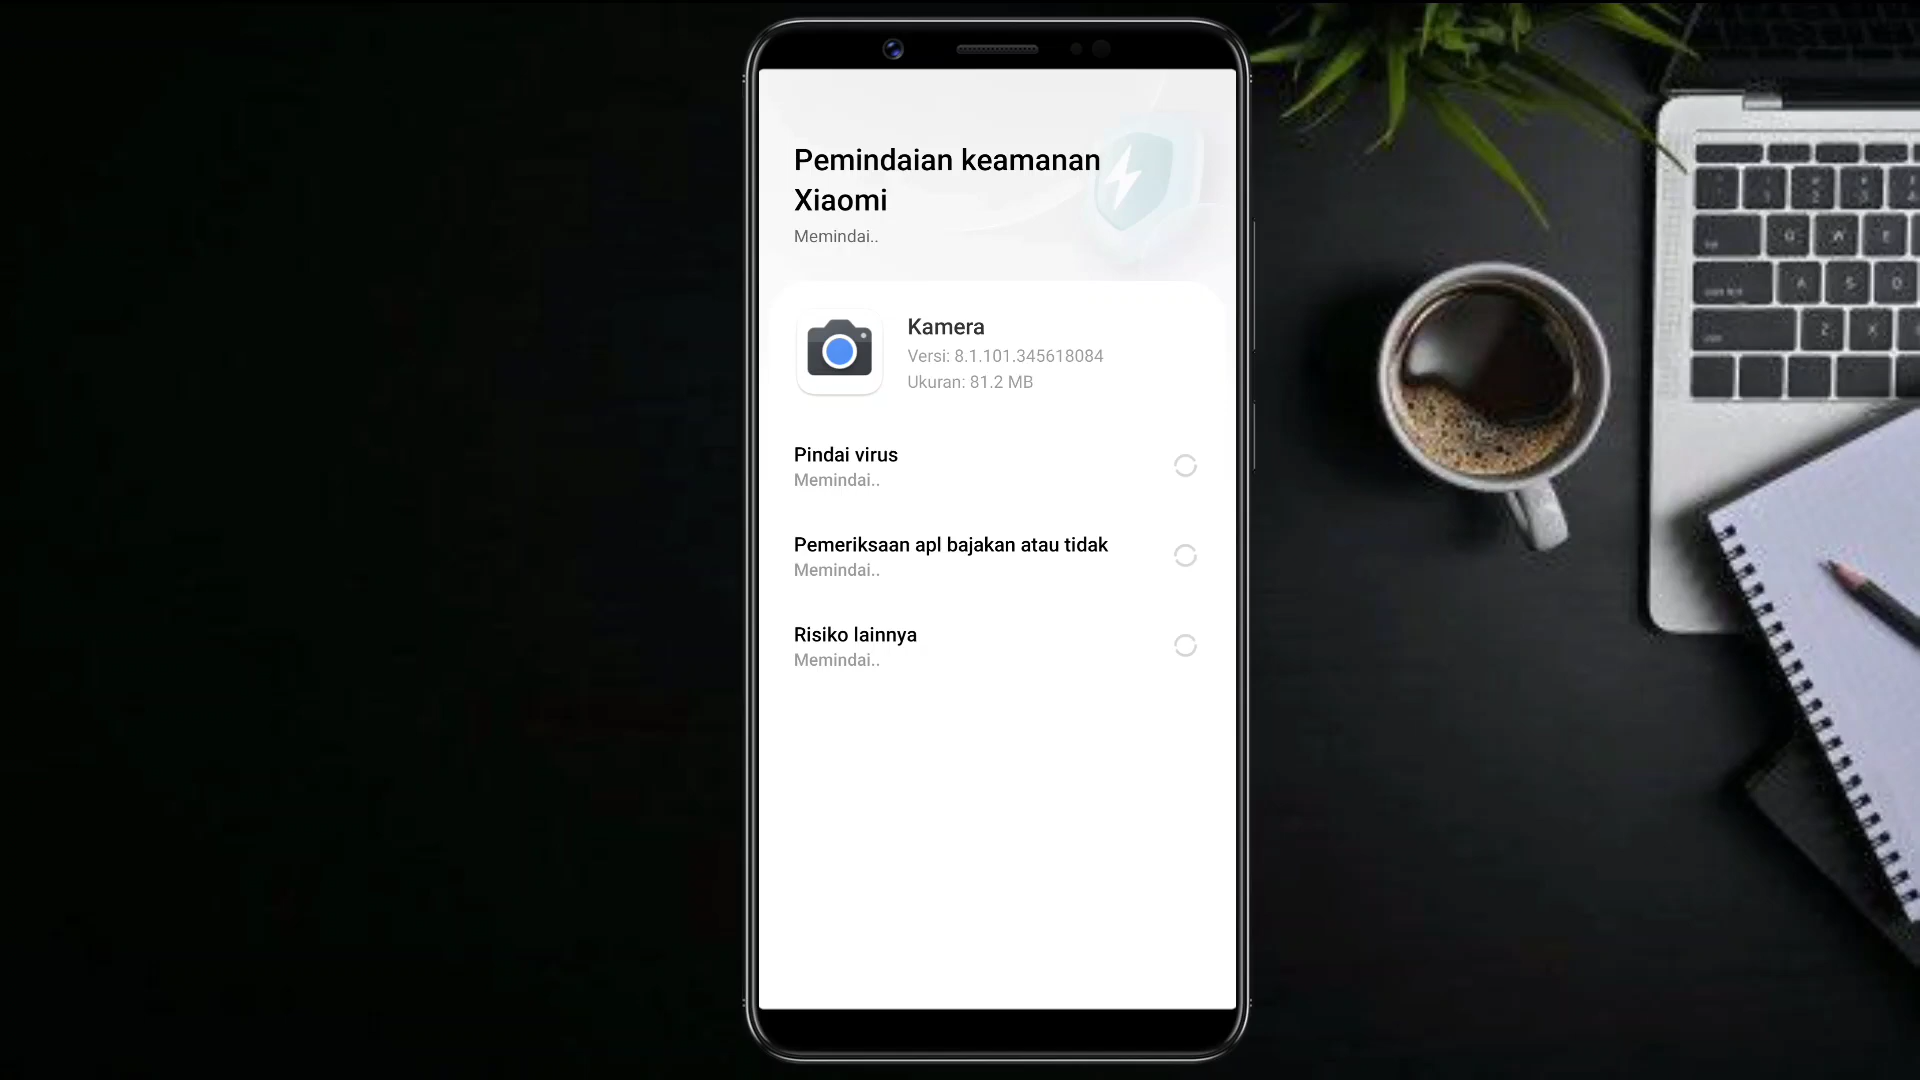 Pemindaian keamanan
Xiaomi
Memindai..
Kamera
Versi: 8.1.101.345618084
Ukuran: 81.2 MB
Pindai virus
Memindai..
Pemeriksaan apl bajakan atau tidak
Memindai..
Risiko lainnya
Memindai..